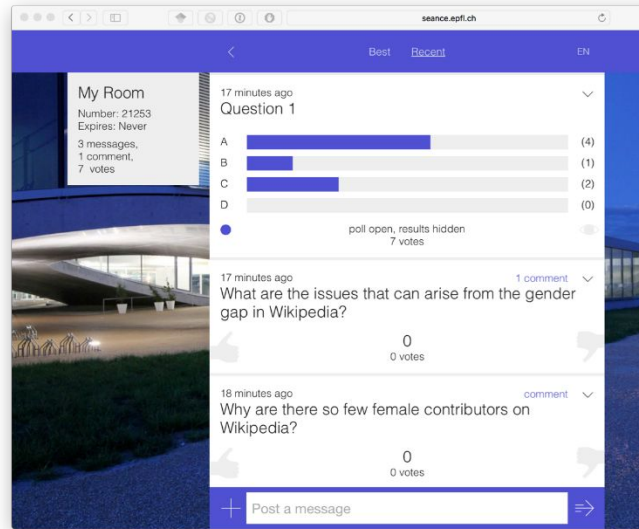 seance.epfl.ch
Best Recent EN
My Room
Number: 21253
Expires: Never
3 messages,
1 comment,
7 votes
17 minutes ago
Question 1
A (4)
B (1)
C (2)
D (0)
poll open, results hidden
7 votes
17 minutes ago 1 comment
What are the issues that can arise from the gender
gap in Wikipedia?
0
0 votes
18 minutes ago comment
Why are there so few female contributors on
Wikipedia?
0
0 votes
Post a message